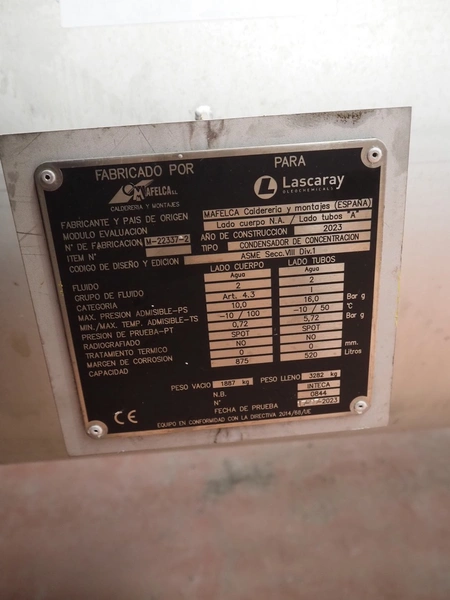 FABRICADO POR PARA
MAFELCA S.L. Lascaray
CALDERERIA Y MONTAJES OLEOCHEMICALS
FABRICANTE Y PAIS DE ORIGEN MAFELCA Calderería y montajes (ESPAÑA)
MODULO EVALUACION Lado cuerpo N.A. / Lado tubos "A"
N° DE FABRICACION M-22337-2 AÑO DE CONSTRUCCION 2023
ITEM N° TIPO CONDENSADOR DE CONCENTRACION
CODIGO DE DISEÑO Y EDICION ASME Secc.VIII Div.1
LADO CUERPO LADO TUBOS
FLUIDO Agua Agua
GRUPO DE FLUIDO 2 2
CATEGORIA Art. 4.3 I
MAX. PRESION ADMISIBLE-PS 10,0 16,0 Bar g
MIN./MAX. TEMP. ADMISIBLE-TS -10 / 100 -10 / 50 °C
PRESION DE PRUEBA-PT 0,72 5,72 Bar g
RADIOGRAFIADO SPOT SPOT
TRATAMIENTO TERMICO NO NO
MARGEN DE CORROSION 0 0 mm.
CAPACIDAD 875 520 Litros
PESO VACIO 1887 kg PESO LLENO 3282 kg
N.B. INTECA
N° 0844
FECHA DE PRUEBA 2023
CE EQUIPO EN CONFORMIDAD CON LA DIRECTIVA 2014/68/UE